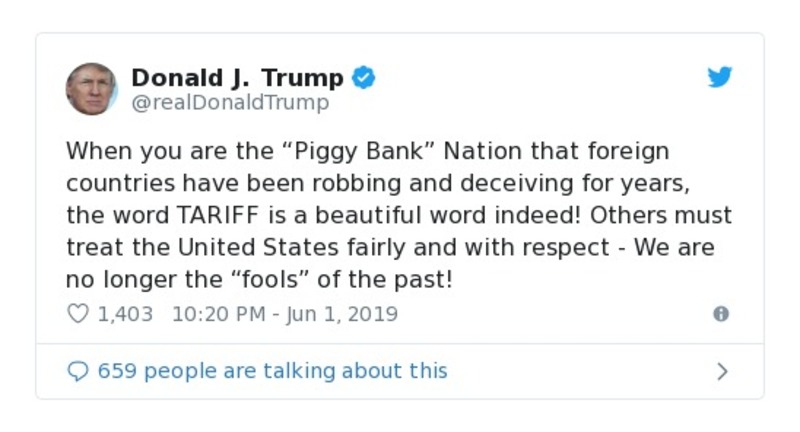 Donald J. Trump
@realDonaldTrump
When you are the “Piggy Bank” Nation that foreign
countries have been robbing and deceiving for years,
the word TARIFF is a beautiful word indeed! Others must
treat the United States fairly and with respect - We are
no longer the “fools” of the past!
1,403 10:20 PM - Jun 1, 2019
659 people are talking about this